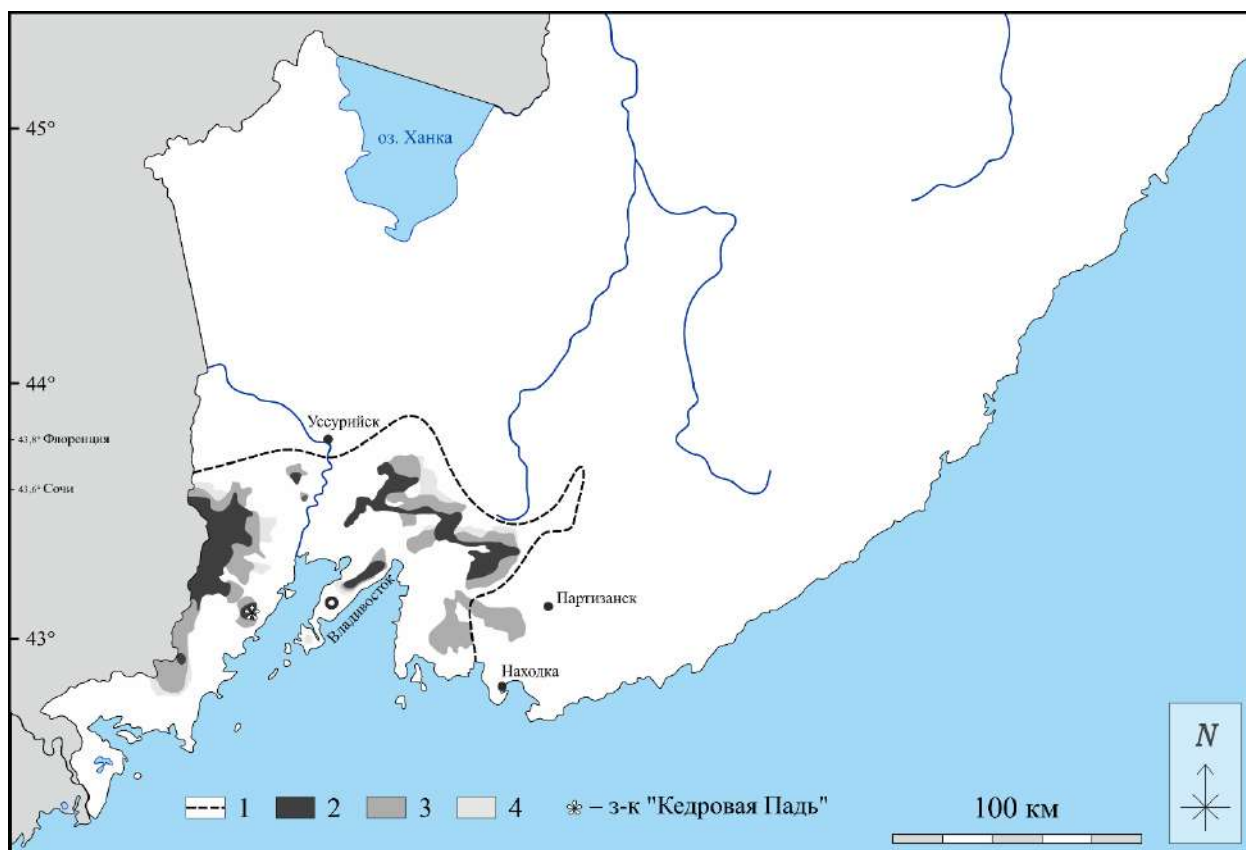 оз. Ханка
45°
44°
Уссурийск
43,8° Флоренция
43,6° Сочи
Партизанск
Владивосток
43°
Находка
N
1
2
3
4
– з-к "Кедровая Падь"
100 км